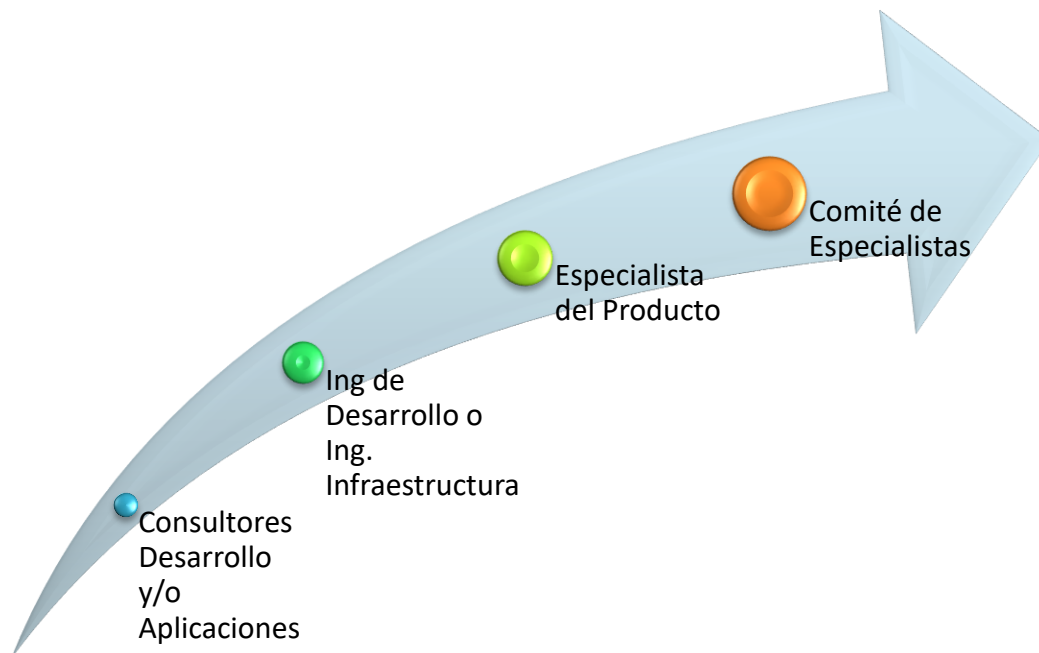 Comité de
Especialistas
Especialista
del Producto
Ing de
Desarrollo o
Ing.
Infraestructura
Consultores
Desarrollo
y/o
Aplicaciones